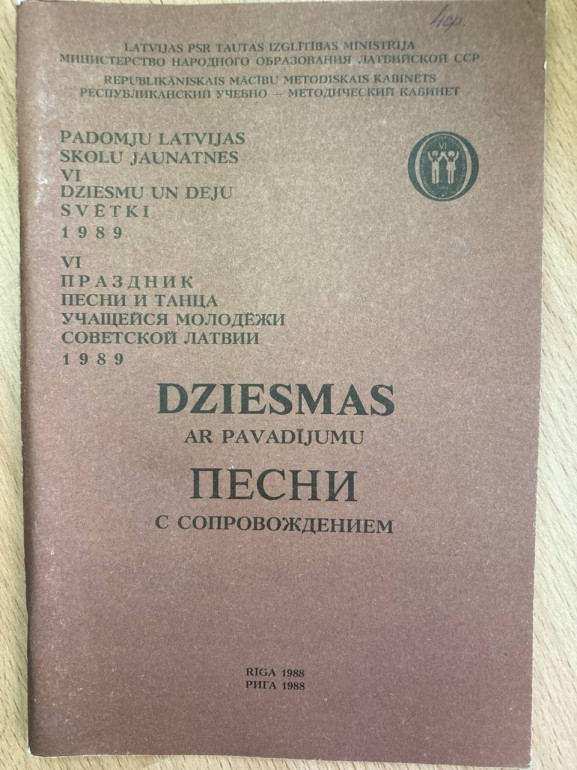 LATVIJAS PSR TAUTAS IZGLĪTĪBAS MINISTRIJA
МИНИСТЕРСТВО НАРОДНОГО ОБРАЗОВАНИЯ ЛАТВИЙСКОЙ ССР
REPUBLIKĀNISKAIS MĀCĪBU METODISKAIS KABINETS
РЕСПУБЛИКАНСКИЙ УЧЕБНО — МЕТОДИЧЕСКИЙ КАБИНЕТ
PADOMJU LATVIJAS
SKOLU JAUNATNES
VI
DZIESMU UN DEJU
SVĒTKI
1989
VI
VI
ПРАЗДНИК
ПЕСНИ И ТАНЦА
УЧАЩЕЙСЯ МОЛОДЁЖИ
СОВЕТСКОЙ ЛАТВИИ
1989
DZIESMAS
AR PAVADĪJUMU
ПЕСНИ
С СОПРОВОЖДЕНИЕМ
RĪGA 1988
РИГА 1988